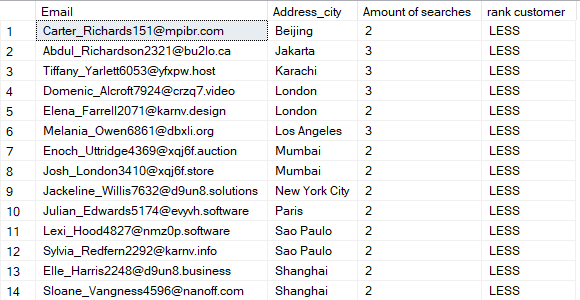 Email Address_city Amount of searches rank customer
1 Carter_Richards151@mpibr.com Beijing 2 LESS
2 Abdul_Richardson2321@bu2lo.ca Jakarta 3 LESS
3 Tiffany_Yarlett6053@yfxpw.host Karachi 3 LESS
4 Domenic_Alcroft7924@crzq7.video London 3 LESS
5 Elena_Farrell2071@karnv.design London 2 LESS
6 Melania_Owen6861@dbxli.org Los Angeles 3 LESS
7 Enoch_Uttridge4369@xqj6f.auction Mumbai 2 LESS
8 Josh_London3410@xqj6f.store Mumbai 2 LESS
9 Jackeline_Willis7632@d9un8.solutions New York City 2 LESS
10 Julian_Edwards5174@evyvh.software Paris 2 LESS
11 Lexi_Hood4827@nmz0p.software Sao Paulo 2 LESS
12 Sylvia_Redfern2292@karnv.info Sao Paulo 2 LESS
13 Elle_Harris2248@d9un8.business Shanghai 2 LESS
14 Sloane_Vangness4596@nanoff.com Shanghai 2 LESS